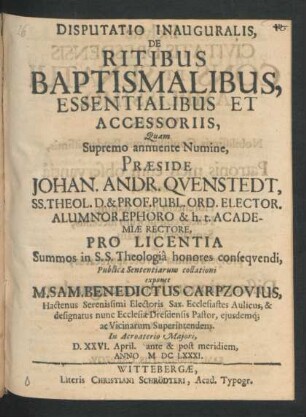 DISPUTATIO INAUGURALIS,
DE
RITIBUS
BAPTISMALIBUS,
ESSENTIALIBUS ET
ACCESSORIIS,
Quam
Supremo annuente Numine,
PRÆSIDE
JOHAN. ANDR. QVENSTEDT,
SS. THEOL. D. & PROF. PUBL. ORD. ELECTOR.
ALUMNOR. EPHORO & h. t. ACADE-
MIÆ RECTORE,
PRO LICENTIA
Summos in S.S. Theologiâ honores conseqvendi,
Publicæ Sententiarum collationi
exponet
M. SAM. BENEDICTUS CARPZOVIUS,
Hactenus Serenissimi Electoris Sax. Ecclesiastes Aulicus, &
designatus nunc Ecclesiæ Dresdensis Pastor, ejusdemq;
ac Vicinarum Superintendens.
In Acroaterio Majori,
D. XXVI. April. ante & post meridiem,
ANNO M DC LXXXI.
WITTEBERGÆ,
Literis CHRISTIANI SCHRÖDTERI, Acad. Typogr.